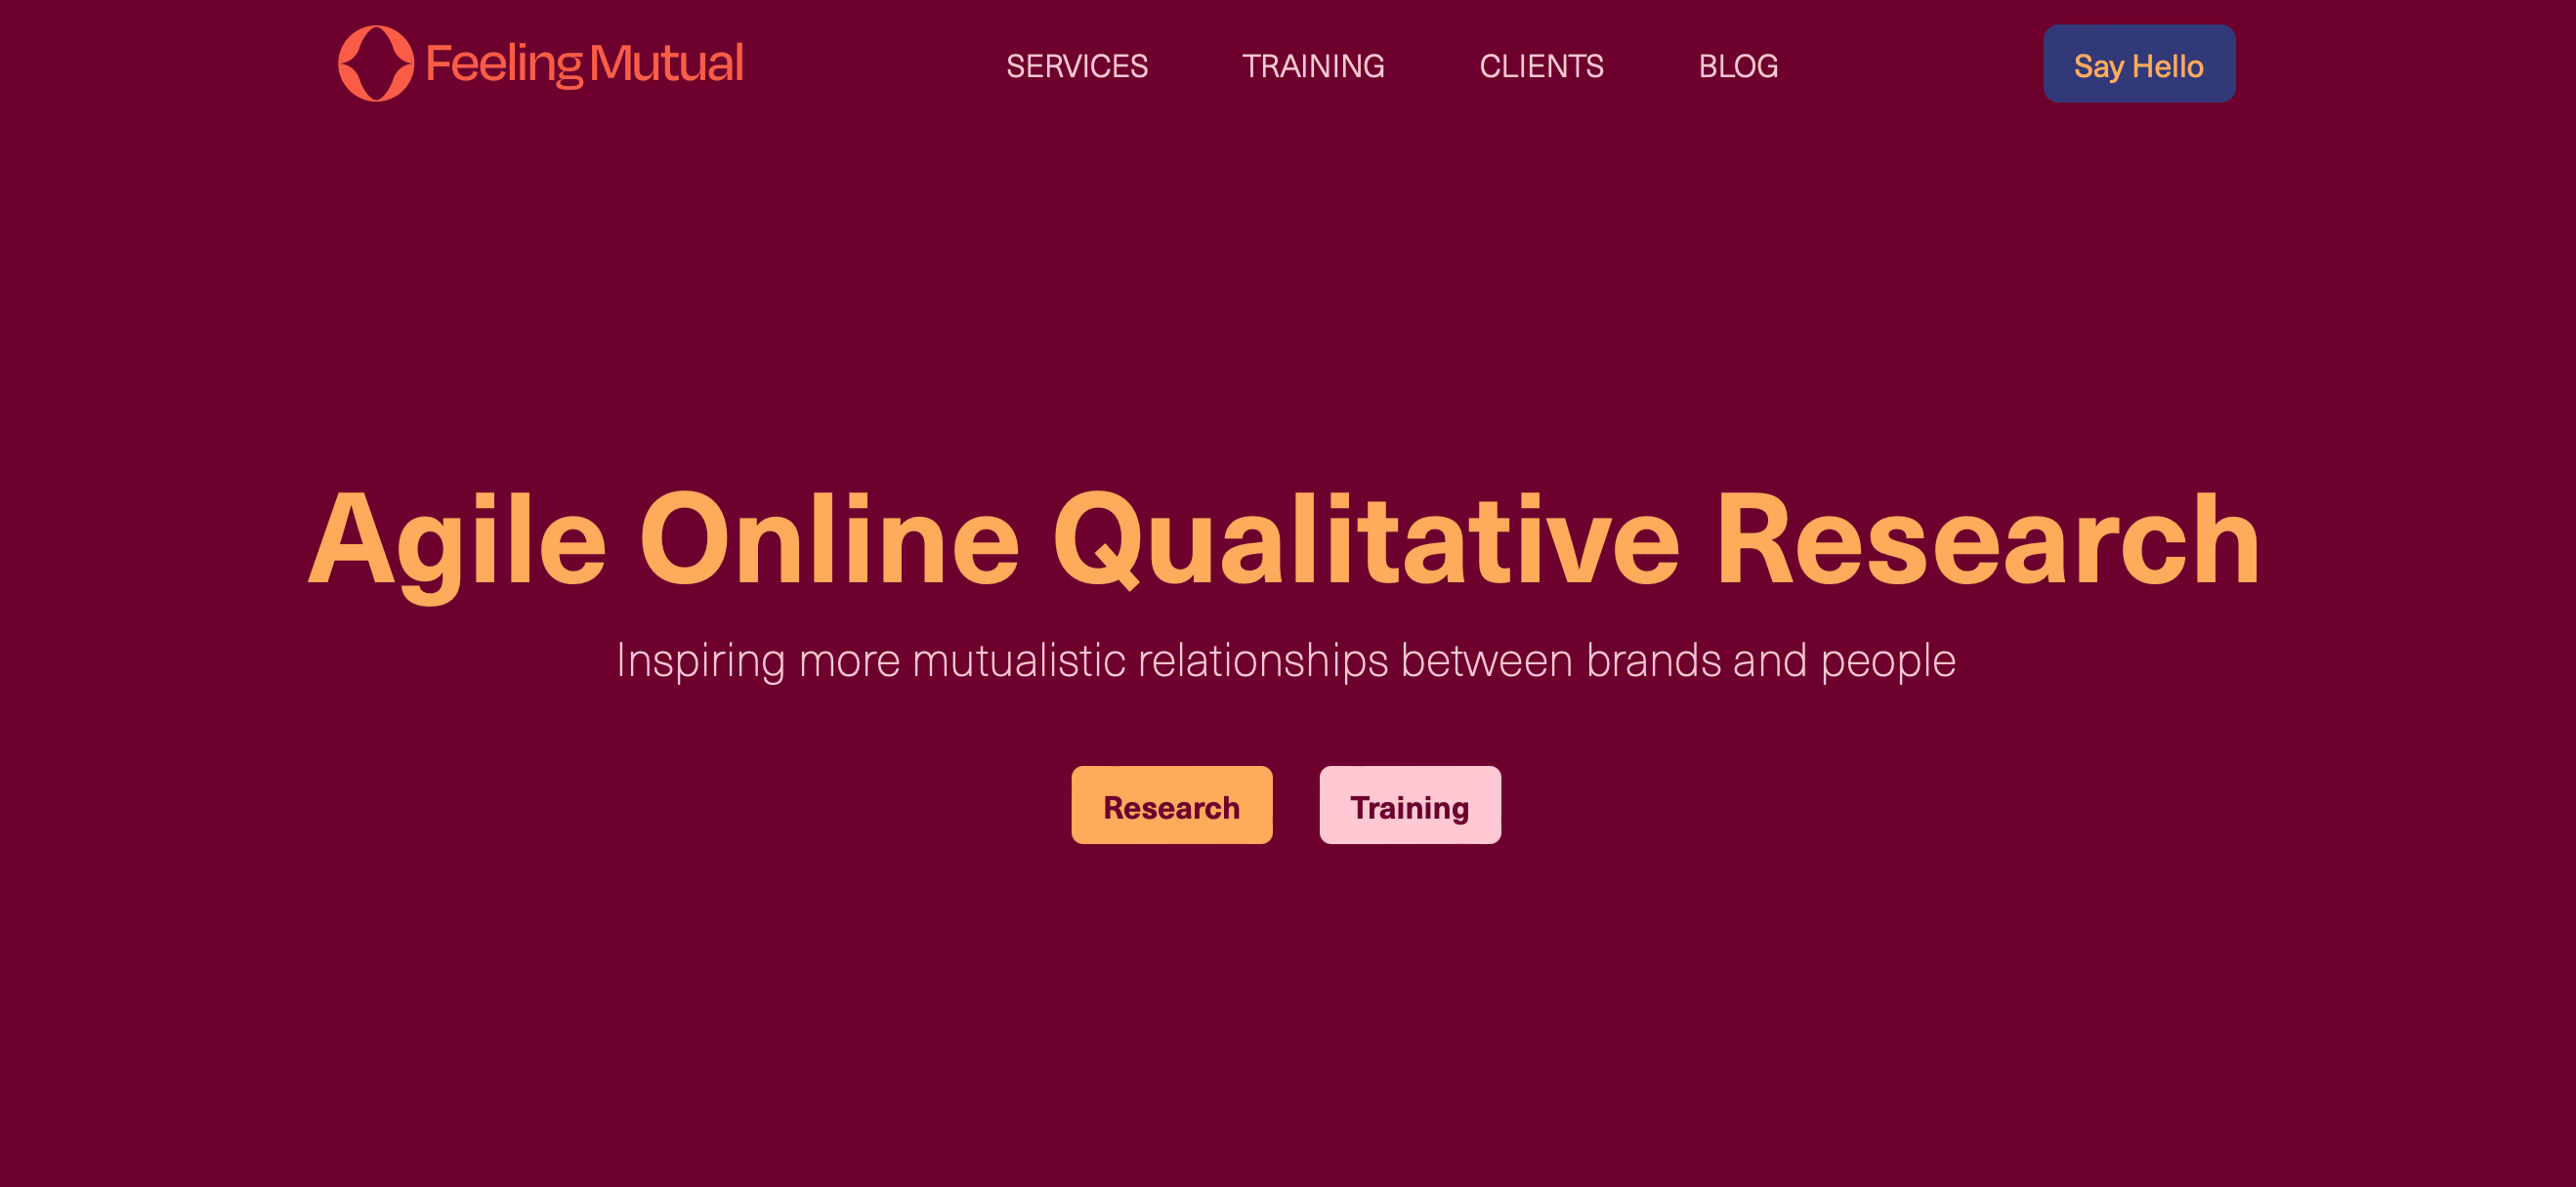 Feeling Mutual
SERVICES
TRAINING
CLIENTS
BLOG
Say Hello
Agile Online Qualitative Research
Inspiring more mutualistic relationships between brands and people
Research
Training